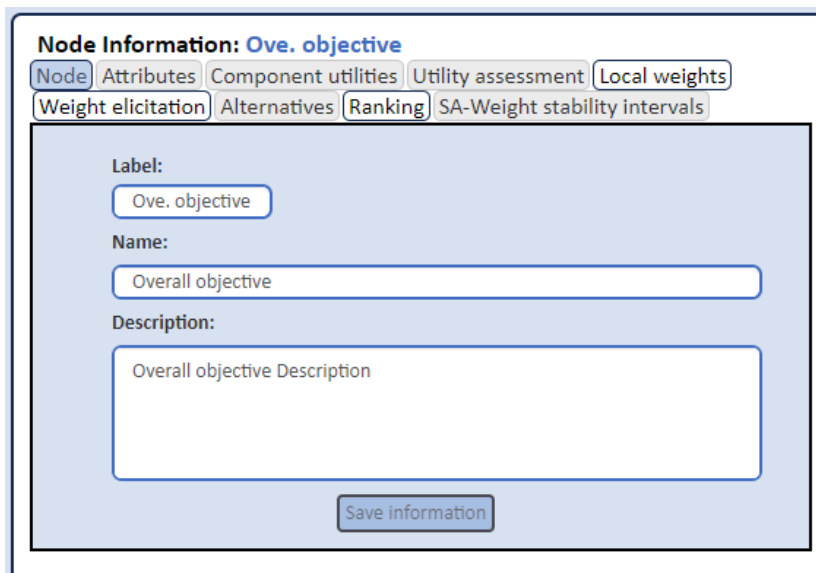 Node Information: Ove. objective
Node Attributes Component utilities Utility assessment Local weights
Weight elicitation Alternatives Ranking SA-Weight stability intervals
Label:
Ove. objective
Name:
Overall objective
Description:
Overall objective Description
Save information